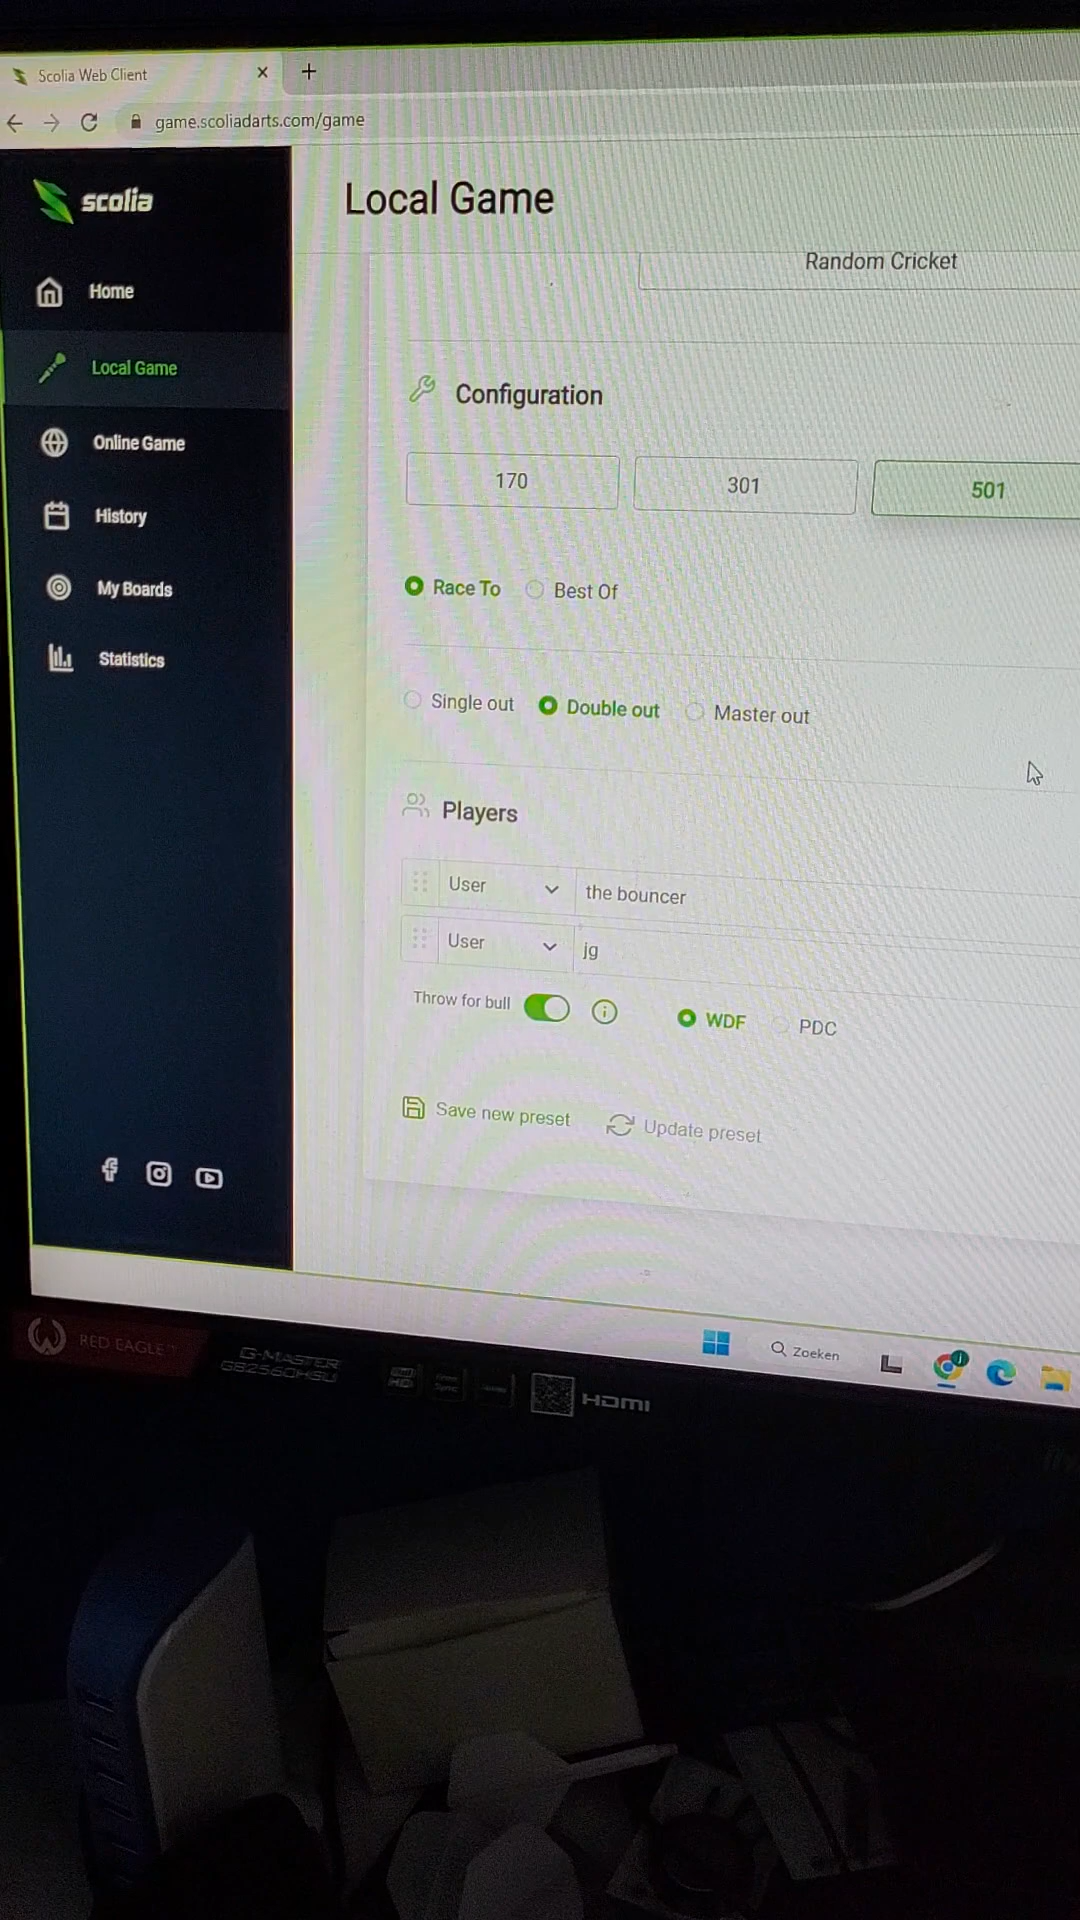 Scolia Web Client
game.scoliadarts.com/game
scolia
Home
Local Game
Online Game
History
My Boards
Statistics
Local Game
Random Cricket
Configuration
170 301 501
Race To Best Of
Single out Double out Master out
Players
User the bouncer
User jg
Throw for bull WDF PDC
Save new preset Update preset
Zoeken
RED EAGLE™
G-MASTER
GB2560HSU
HDMI